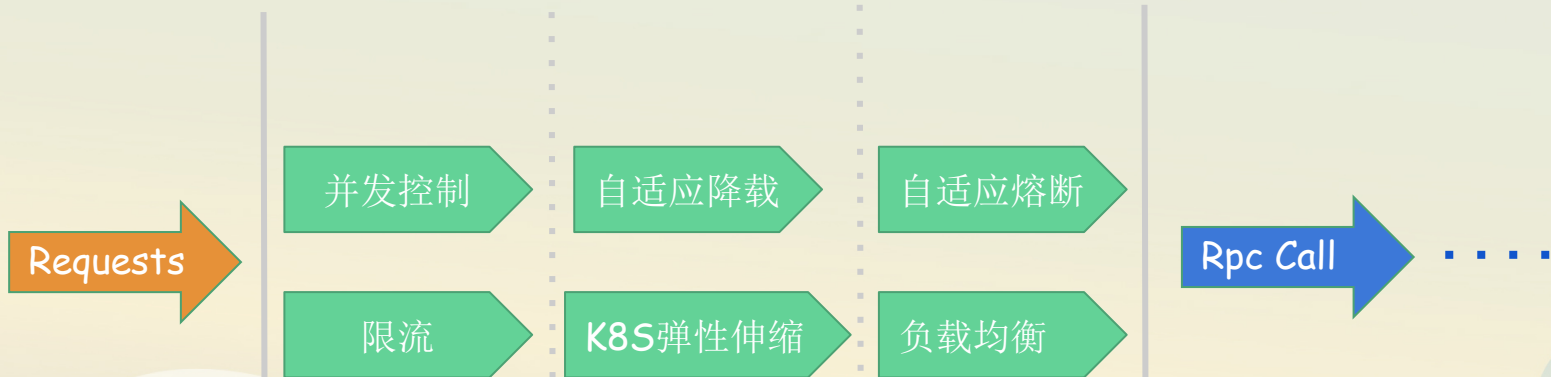 并发控制
自适应降载
自适应熔断
Requests
Rpc Call
限流
K8S弹性伸缩
负载均衡